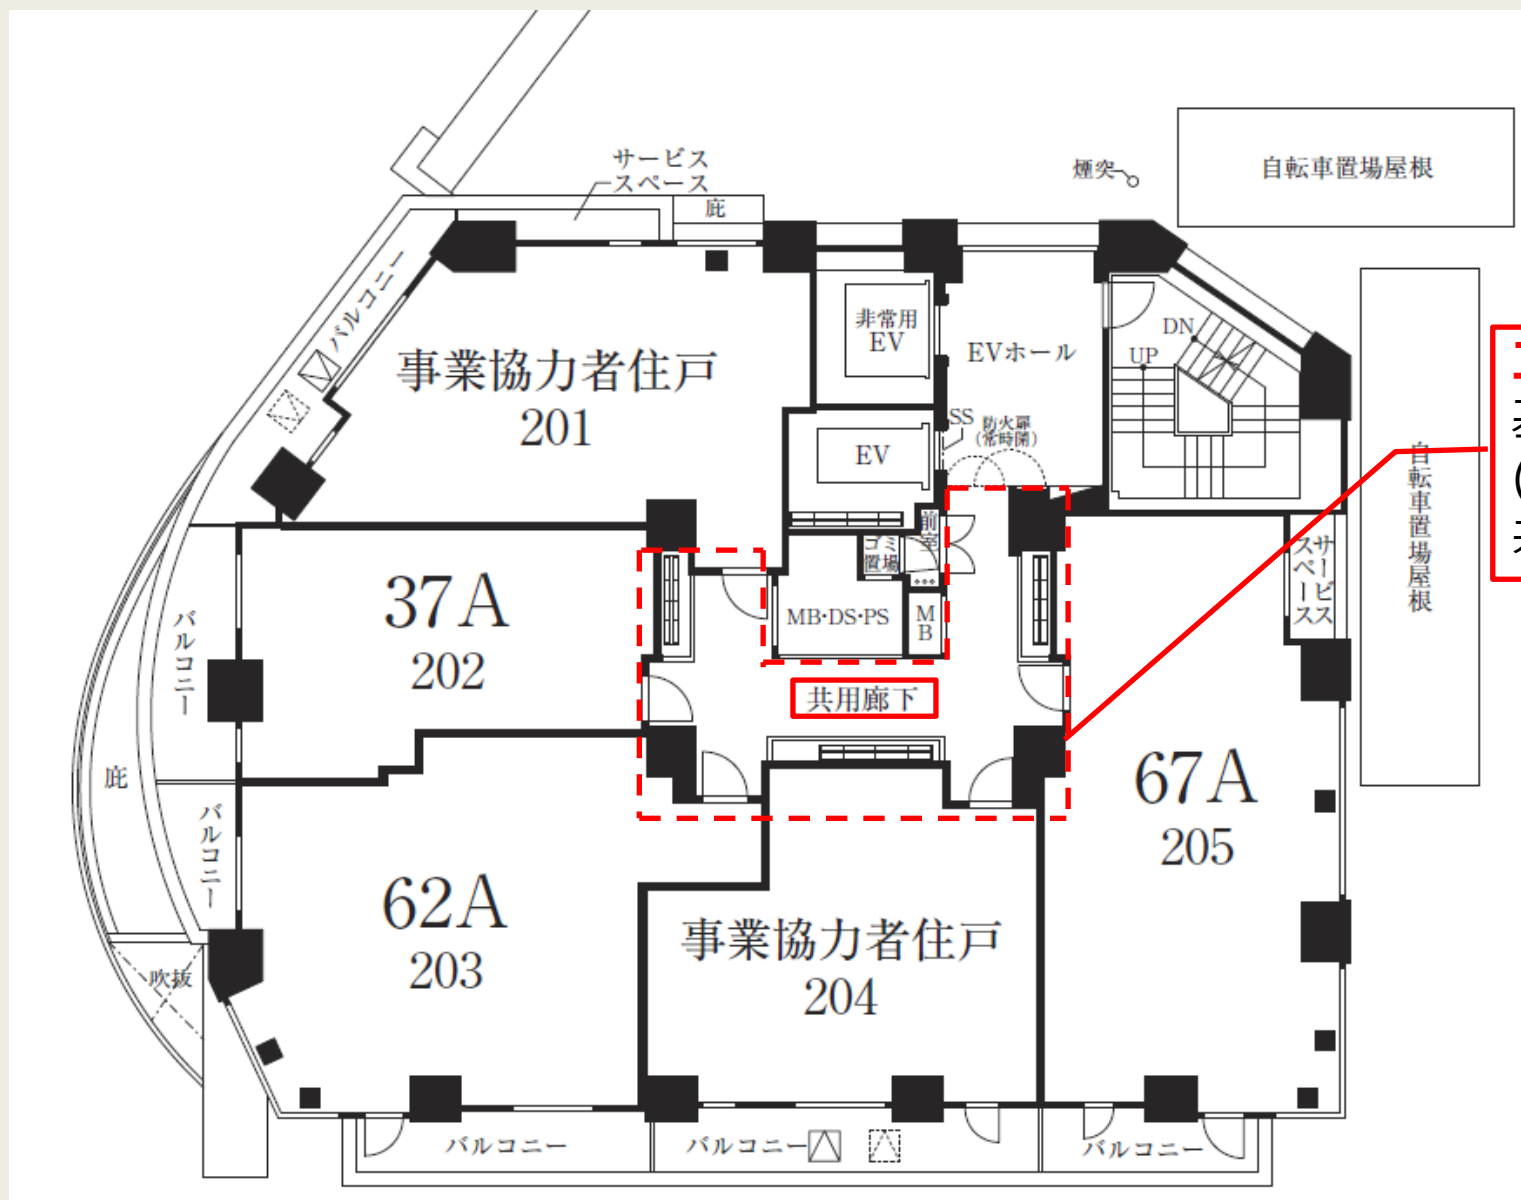 サービス
スペース
庇
煙突
自転車置場屋根
バルコニー
非常用
EV
EVホール
DN
UP
事業協力者住戸
201
SS
防火扉
(常時開)
EV
自転車置場屋根
前室
ゴミ
置場
サービス
スペース
37A
202
MB・DS・PS
MB
バルコニー
共用廊下
庇
67A
205
バルコニー
62A
203
事業協力者住戸
204
吹抜
バルコニー
バルコニー
バルコニー